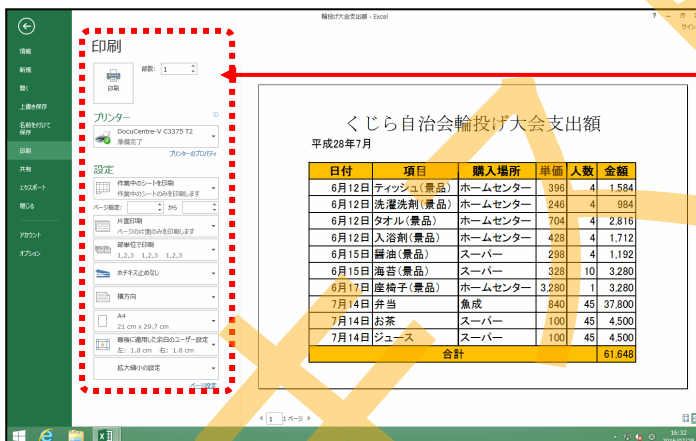 輪投げ大会支出額 - Excel
? － サイン
情報
新規
開く
上書き保存
名前を付けて
保存
印刷
共有
エクスポート
閉じる
アカウント
オプション
印刷
印刷
部数: 1
プリンター
DocuCentre-V C3375 T2
準備完了
プリンターのプロパティ
設定
作業中のシートを印刷
作業中のシートのみを印刷します
ページ指定: から
片面印刷
ページの片面のみを印刷します
部単位で印刷
1,2,3 1,2,3 1,2,3
ホチキス止めなし
横方向
A4
21 cm x 29.7 cm
最後に適用した余白のユーザー設定
左: 1.8 cm 右: 1.8 cm
拡大縮小の設定
ページ設定
くじら自治会輪投げ大会支出額
平成28年7月
日付 項目 購入場所 単価 人数 金額
6月12日 ティッシュ(景品) ホームセンター 396 4 1,584
6月12日 洗濯洗剤(景品) ホームセンター 246 4 984
6月12日 タオル(景品) ホームセンター 704 4 2,816
6月12日 入浴剤(景品) ホームセンター 428 4 1,712
6月15日 醤油(景品) スーパー 298 4 1,192
6月15日 海苔(景品) スーパー 328 10 3,280
6月17日 座椅子(景品) ホームセンター 3,280 1 3,280
7月14日 弁当 魚成 840 45 37,800
7月14日 お茶 スーパー 100 45 4,500
7月14日 ジュース スーパー 100 45 4,500
合計 61,648
1 1 ページ
16:32